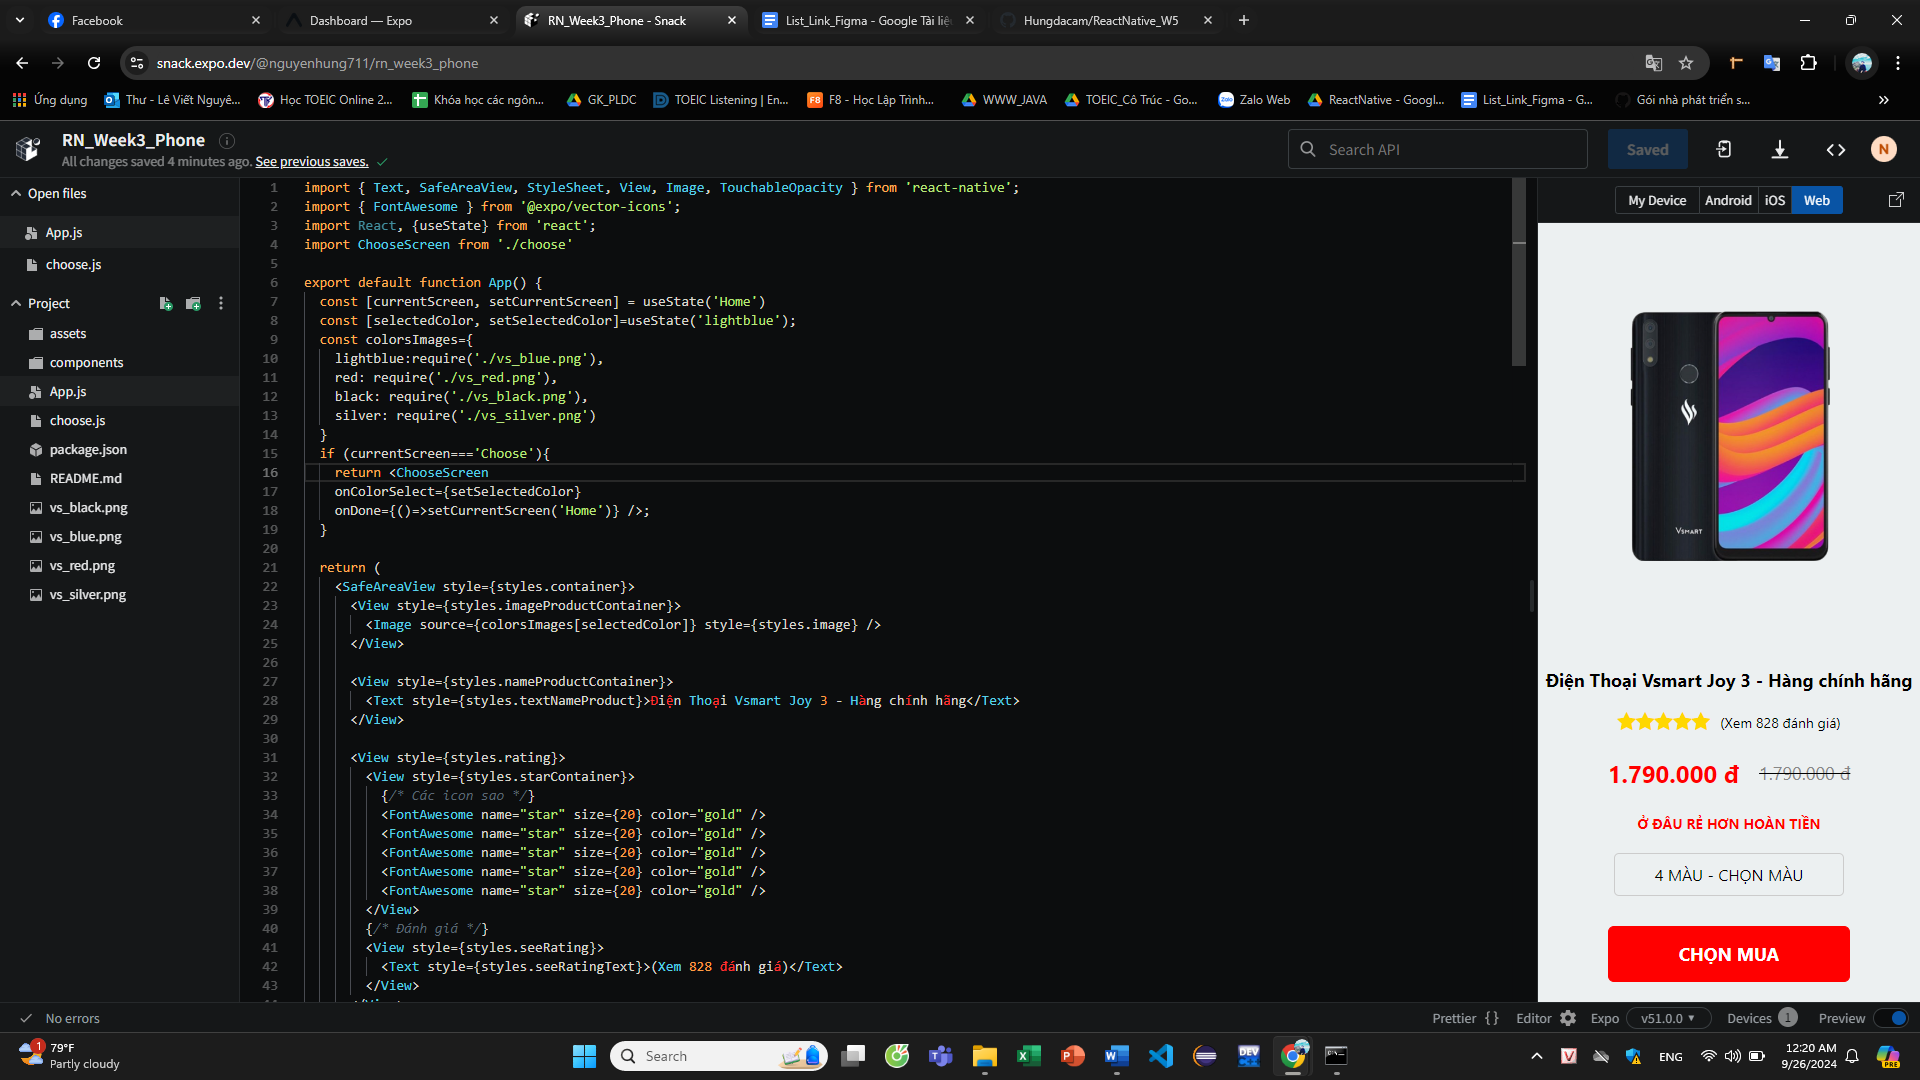 Facebook
Dashboard — Expo
RN_Week3_Phone - Snack
List_Link_Figma - Google Tài liệ
Hungdacam/ReactNative_W5
snack.expo.dev/@nguyenhung711/rn_week3_phone
Ứng dụng
Thư - Lê Viết Nguyê...
Học TOEIC Online 2...
Khóa học các ngôn...
GK_PLDC
TOEIC Listening | En...
F8 - Học Lập Trình...
WWW_JAVA
TOEIC_Cô Trúc - Go...
Zalo Web
ReactNative - Googl...
List_Link_Figma - G...
Gói nhà phát triển s...
RN_Week3_Phone
All changes saved 4 minutes ago. See previous saves.
Search API
Saved
N
Open files
App.js
choose.js
Project
assets
components
App.js
choose.js
package.json
README.md
vs_black.png
vs_blue.png
vs_red.png
vs_silver.png
1 import { Text, SafeAreaView, StyleSheet, View, Image, TouchableOpacity } from 'react-native';
2 import { FontAwesome } from '@expo/vector-icons';
3 import React, {useState} from 'react';
4 import ChooseScreen from './choose'
5
6 export default function App() {
7 const [currentScreen, setCurrentScreen] = useState('Home')
8 const [selectedColor, setSelectedColor]=useState('lightblue');
9 const colorsImages={
10 lightblue:require('./vs_blue.png'),
11 red: require('./vs_red.png'),
12 black: require('./vs_black.png'),
13 silver: require('./vs_silver.png')
14 }
15 if (currentScreen==='Choose'){
16 return <ChooseScreen
17 onColorSelect={setSelectedColor}
18 onDone={()=>setCurrentScreen('Home')} />;
19 }
20
21 return (
22 <SafeAreaView style={styles.container}>
23 <View style={styles.imageProductContainer}>
24 <Image source={colorsImages[selectedColor]} style={styles.image} />
25 </View>
26
27 <View style={styles.nameProductContainer}>
28 <Text style={styles.textNameProduct}>Điện Thoại Vsmart Joy 3 - Hàng chính hãng</Text>
29 </View>
30
31 <View style={styles.rating}>
32 <View style={styles.starContainer}>
33 {/* Các icon sao */}
34 <FontAwesome name="star" size={20} color="gold" />
35 <FontAwesome name="star" size={20} color="gold" />
36 <FontAwesome name="star" size={20} color="gold" />
37 <FontAwesome name="star" size={20} color="gold" />
38 <FontAwesome name="star" size={20} color="gold" />
39 </View>
40 {/* Đánh giá */}
41 <View style={styles.seeRating}>
42 <Text style={styles.seeRatingText}>(Xem 828 đánh giá)</Text>
43 </View>
My Device
Android
iOS
Web
VSMART
Điện Thoại Vsmart Joy 3 - Hàng chính hãng
(Xem 828 đánh giá)
1.790.000 đ 1.790.000 đ
Ở ĐÂU RẺ HƠN HOÀN TIỀN
4 MÀU - CHỌN MÀU
CHỌN MUA
No errors
Prettier {}
Editor
Expo
v51.0.0
Devices 1
Preview
1
79°F
Partly cloudy
Search
DEV
ENG
12:20 AM
9/26/2024
PRE